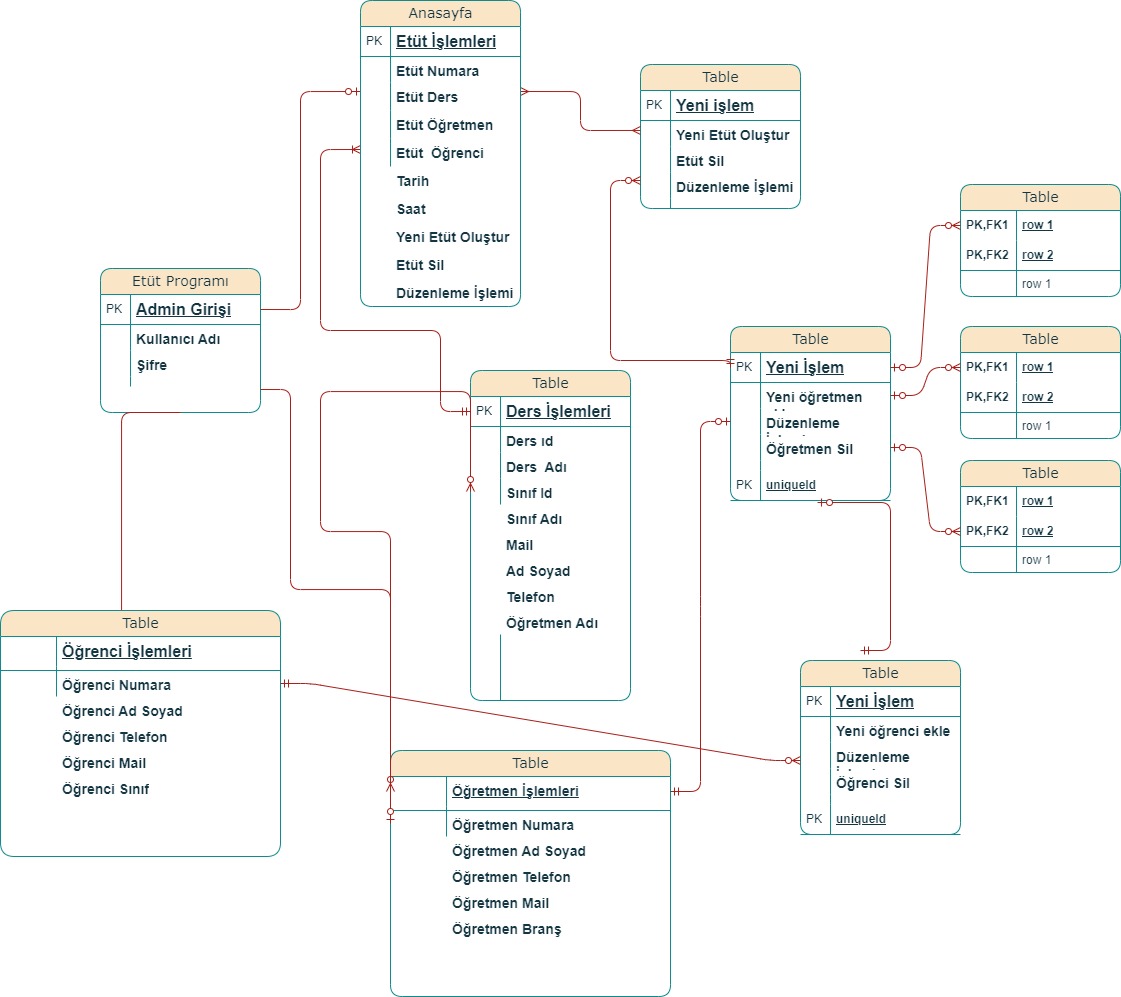 Anasayfa
PK Etüt İşlemleri
Etüt Numara
Etüt Ders
Etüt Öğretmen
Etüt Öğrenci
Tarih
Saat
Yeni Etüt Oluştur
Etüt Sil
Düzenleme İşlemi
Table
PK Yeni işlem
Yeni Etüt Oluştur
Etüt Sil
Düzenleme İşlemi
Table
PK,FK1 row 1
PK,FK2 row 2
row 1
Etüt Programı
PK Admin Girişi
Kullanıcı Adı
Şifre
Table
PK Yeni İşlem
Yeni öğretmen
Düzenleme
Öğretmen Sil
PK uniqueId
Table
PK,FK1 row 1
PK,FK2 row 2
row 1
Table
PK Ders İşlemleri
Ders ıd
Ders Adı
Sınıf Id
Sınıf Adı
Mail
Ad Soyad
Telefon
Öğretmen Adı
Table
PK,FK1 row 1
PK,FK2 row 2
row 1
Table
Öğrenci İşlemleri
Öğrenci Numara
Öğrenci Ad Soyad
Öğrenci Telefon
Öğrenci Mail
Öğrenci Sınıf
Table
PK Yeni İşlem
Yeni öğrenci ekle
Düzenleme
Öğrenci Sil
PK uniqueId
Table
Öğretmen İşlemleri
Öğretmen Numara
Öğretmen Ad Soyad
Öğretmen Telefon
Öğretmen Mail
Öğretmen Branş